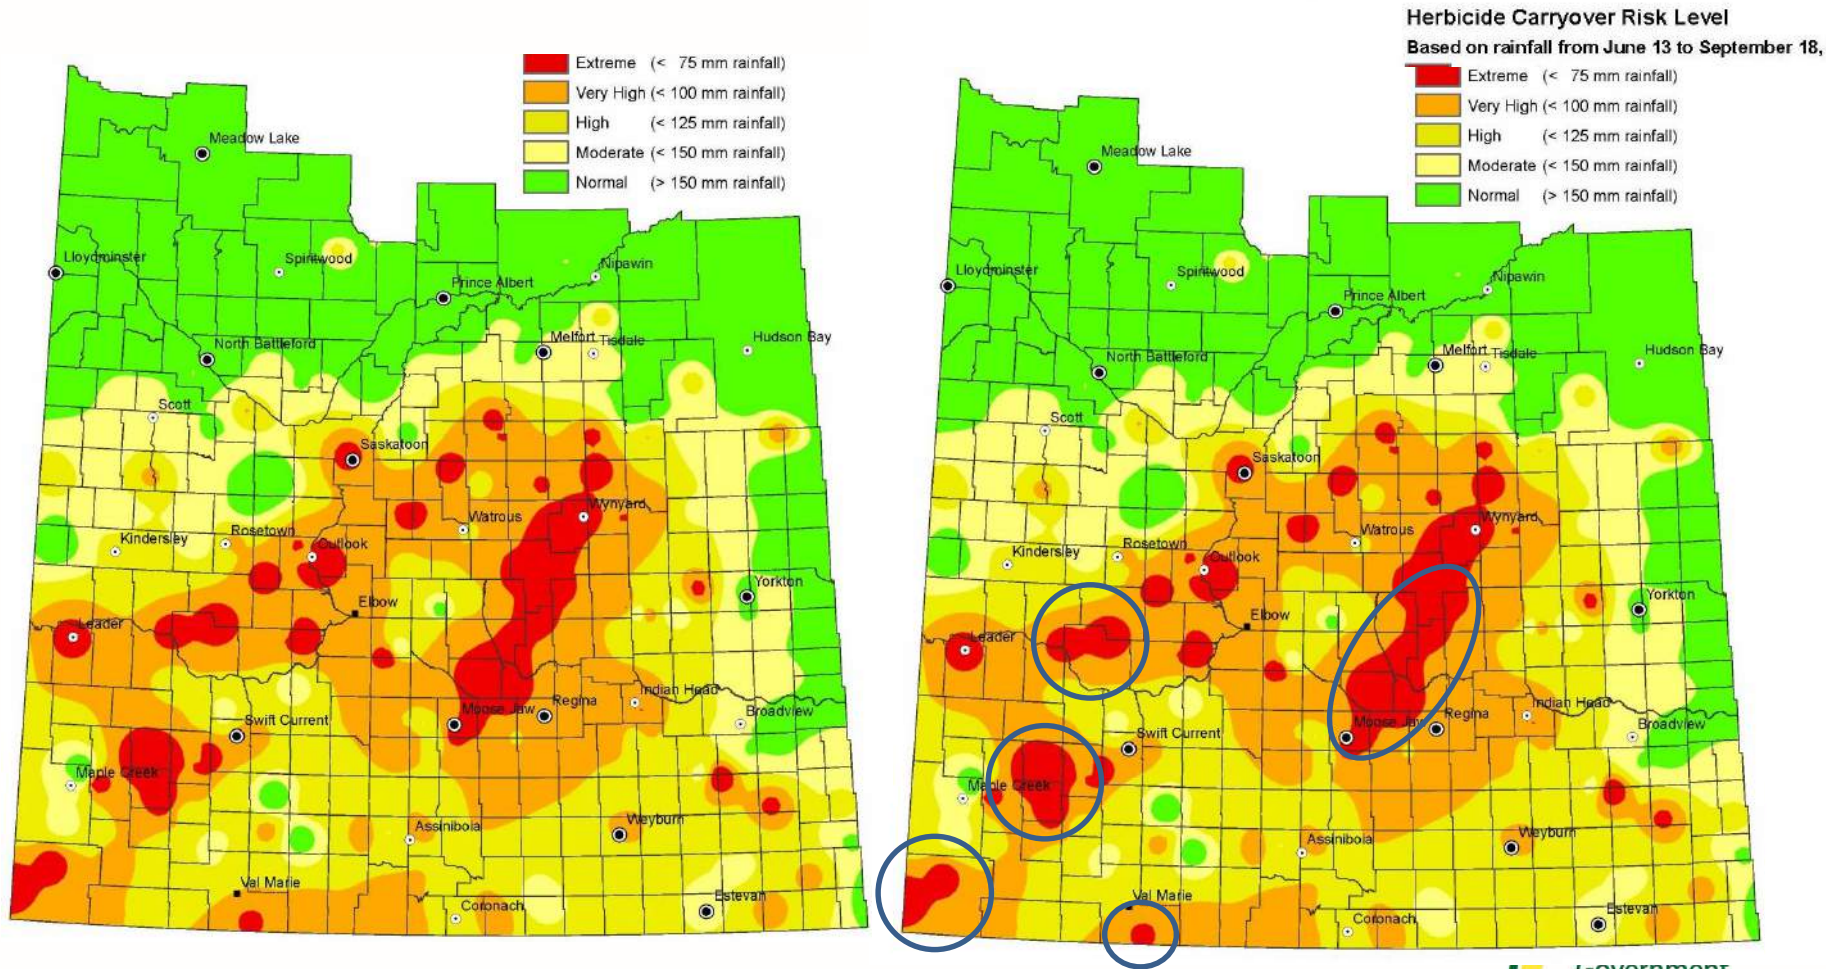 Extreme (< 75 mm rainfall)
Very High (< 100 mm rainfall)
High (< 125 mm rainfall)
Moderate (< 150 mm rainfall)
Normal (> 150 mm rainfall)
Meadow Lake
Lloydminster
Spiritwood
Nipawin
Prince Albert
North Battleford
Melfort
Tisdale
Hudson Bay
Scott
Saskatoon
Wynyard
Watrous
Rosetown
Kindersley
Outlook
Yorkton
Elbow
Leader
Indian Head
Moose Jaw
Regina
Broadview
Swift Current
Maple Creek
Assiniboia
Weyburn
Val Marie
Coronach
Estevan
Herbicide Carryover Risk Level
Based on rainfall from June 13 to September 18,
Extreme (< 75 mm rainfall)
Very High (< 100 mm rainfall)
High (< 125 mm rainfall)
Moderate (< 150 mm rainfall)
Normal (> 150 mm rainfall)
Meadow Lake
Lloydminster
Spiritwood
Nipawin
Prince Albert
North Battleford
Melfort
Tisdale
Hudson Bay
Scott
Saskatoon
Wynyard
Watrous
Rosetown
Kindersley
Outlook
Yorkton
Elbow
Leader
Indian Head
Moose Jaw
Regina
Broadview
Swift Current
Maple Creek
Assiniboia
Weyburn
Val Marie
Coronach
Estevan